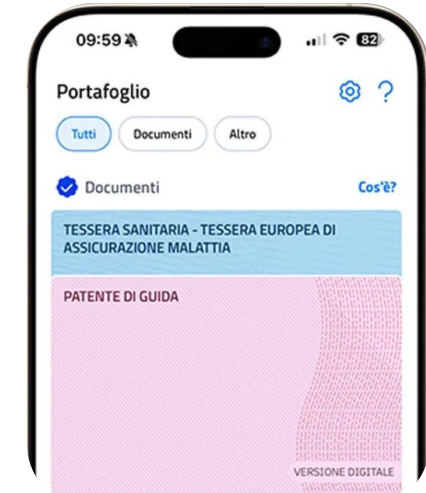 09:59
82
Portafoglio
Tutti
Documenti
Altro
Documenti
Cos'è?
TESSERA SANITARIA - TESSERA EUROPEA DI
ASSICURAZIONE MALATTIA
PATENTE DI GUIDA
VERSIONE DIGITALE